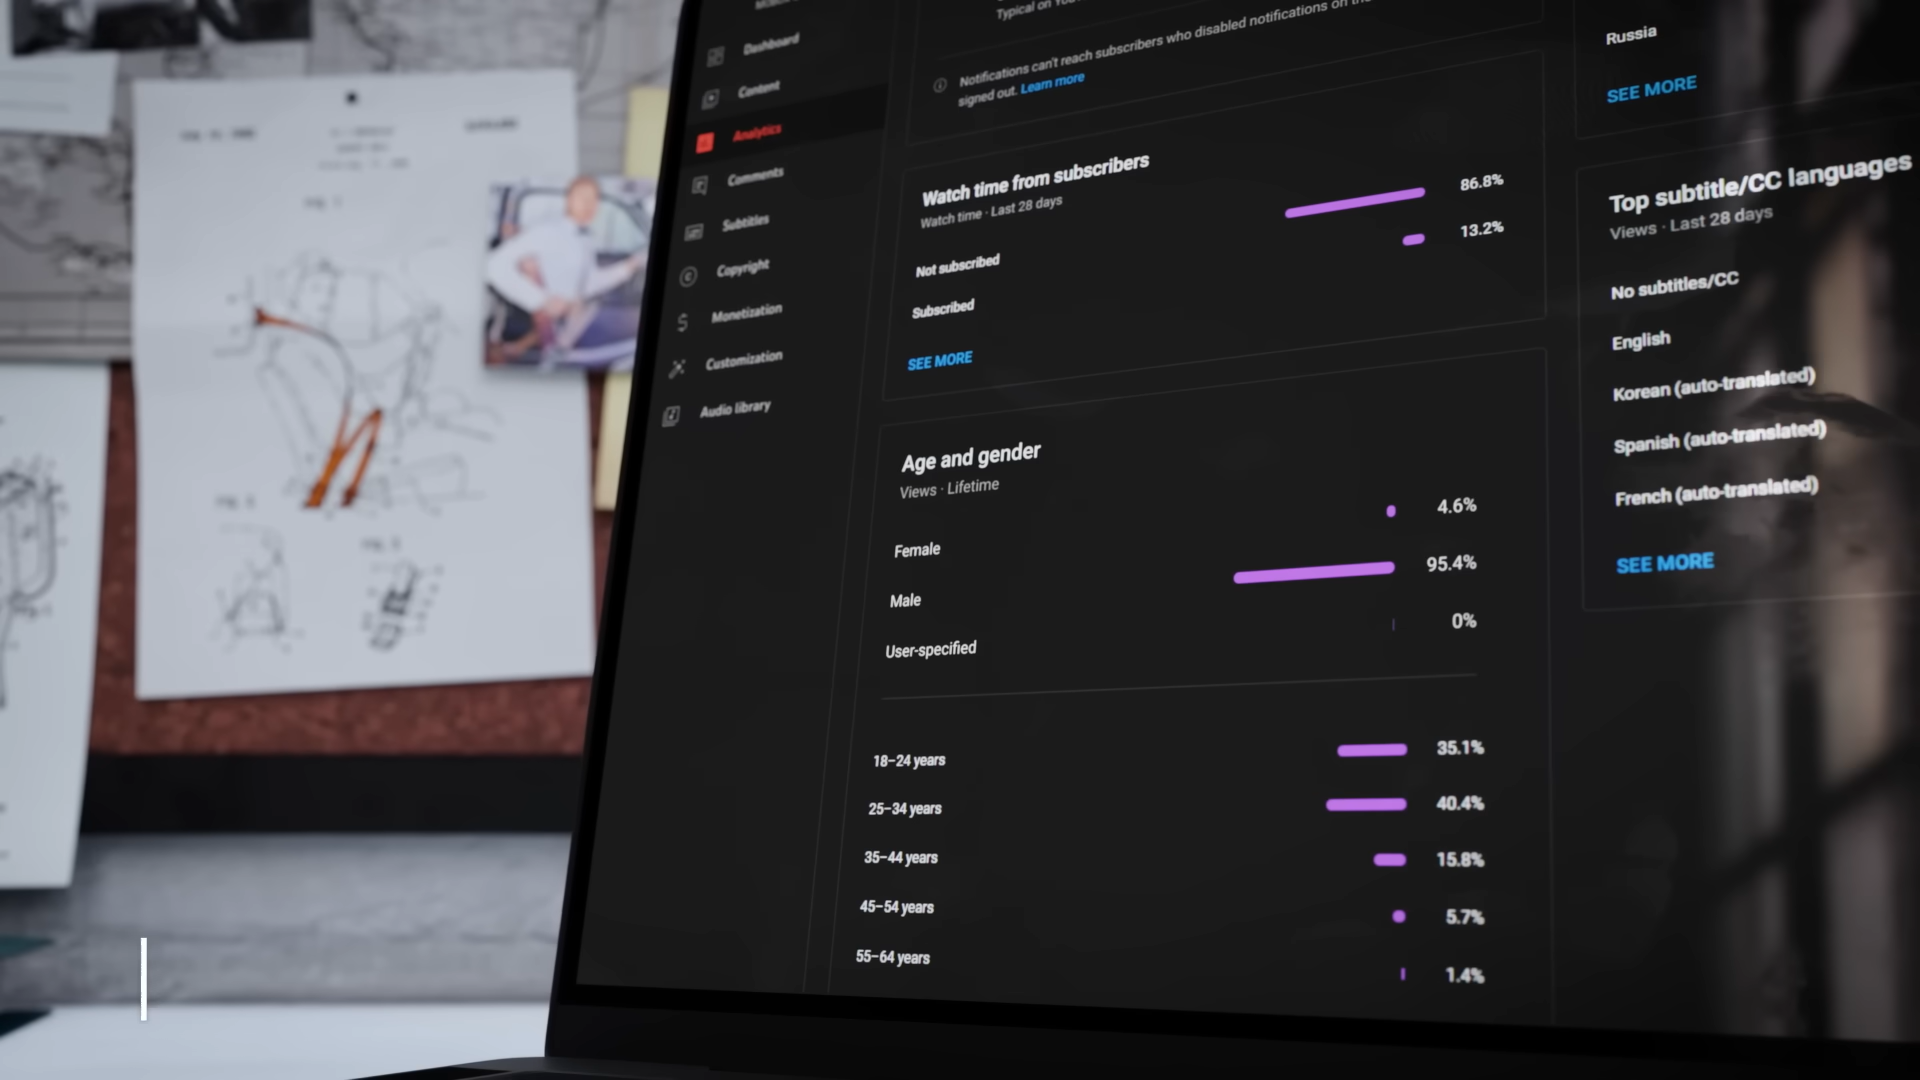 Dashboard
Content
Analytics
Comments
Subtitles
Copyright
Monetization
Customization
Audio library
Typical on
Notifications can't reach subscribers who disabled notifications on
signed out. Learn more
Watch time from subscribers
Watch time · Last 28 days
Not subscribed
86.8%
Subscribed
13.2%
SEE MORE
Age and gender
Views · Lifetime
Female
4.6%
Male
95.4%
User-specified
0%
18–24 years
35.1%
25–34 years
40.4%
35–44 years
15.8%
45–54 years
5.7%
55–64 years
1.4%
Russia
SEE MORE
Top subtitle/CC languages
Views · Last 28 days
No subtitles/CC
English
Korean (auto-translated)
Spanish (auto-translated)
French (auto-translated)
SEE MORE